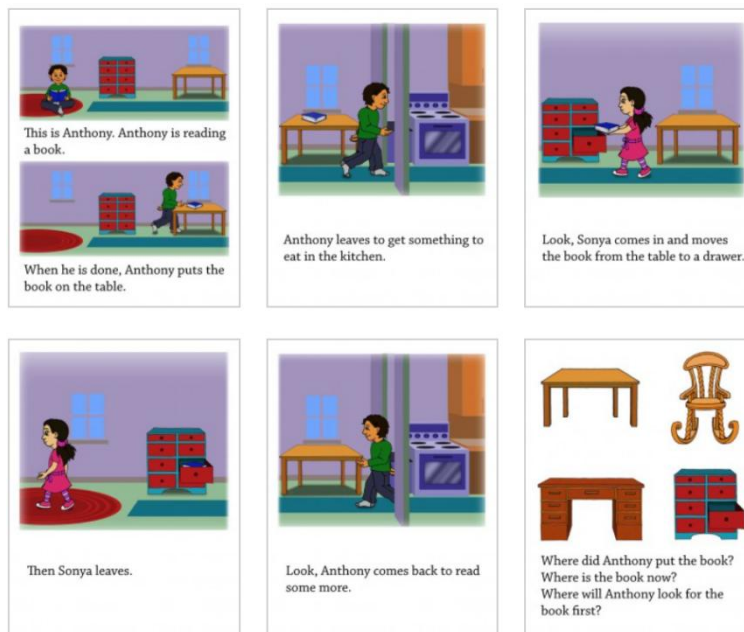 This is Anthony. Anthony is reading
a book.
When he is done, Anthony puts the
book on the table.
Anthony leaves to get something to
eat in the kitchen.
Look, Sonya comes in and moves
the book from the table to a drawer.
Then Sonya leaves.
Look, Anthony comes back to read
some more.
Where did Anthony put the book?
Where is the book now?
Where will Anthony look for the
book first?